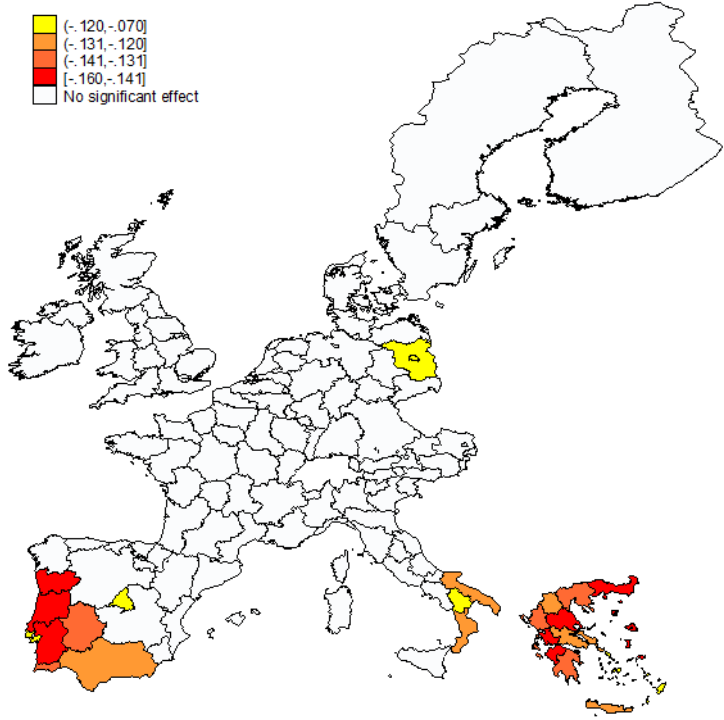 (-.120,-.070]
(-.131,-.120]
(-.141,-.131]
[-.160,-.141]
No significant effect